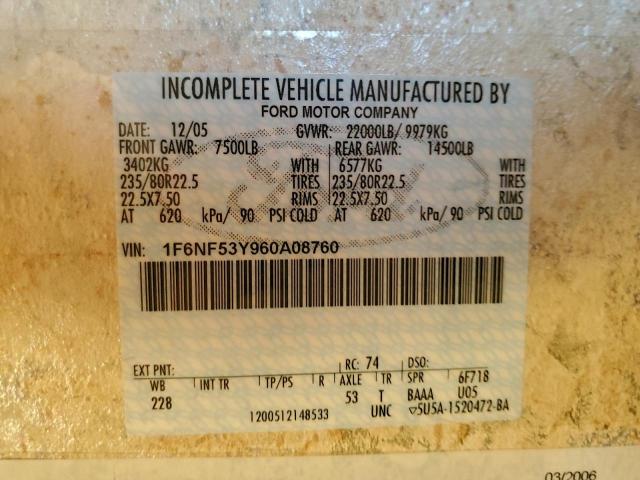 INCOMPLETE VEHICLE MANUFACTURED BY
FORD MOTOR COMPANY
DATE: 12/05 GVWR: 22000LB/ 9979KG
FRONT GAWR: 7500LB REAR GAWR: 14500LB
3402KG WITH 6577KG WITH
235/80R22.5 TIRES 235/80R22.5 TIRES
22.5X7.50 RIMS 22.5X7.50 RIMS
AT 620 kPa/ 90 PSI COLD AT 620 kPa/ 90 PSI COLD
VIN: 1F6NF53Y960A08760
EXT PNT: RC: 74 DSO:
WB INT TR TP/PS R AXLE TR SPR 6F718
228 53 T BAAA U05
1200512148533 UNC ▽5U5A-1520472-BA
03/2006